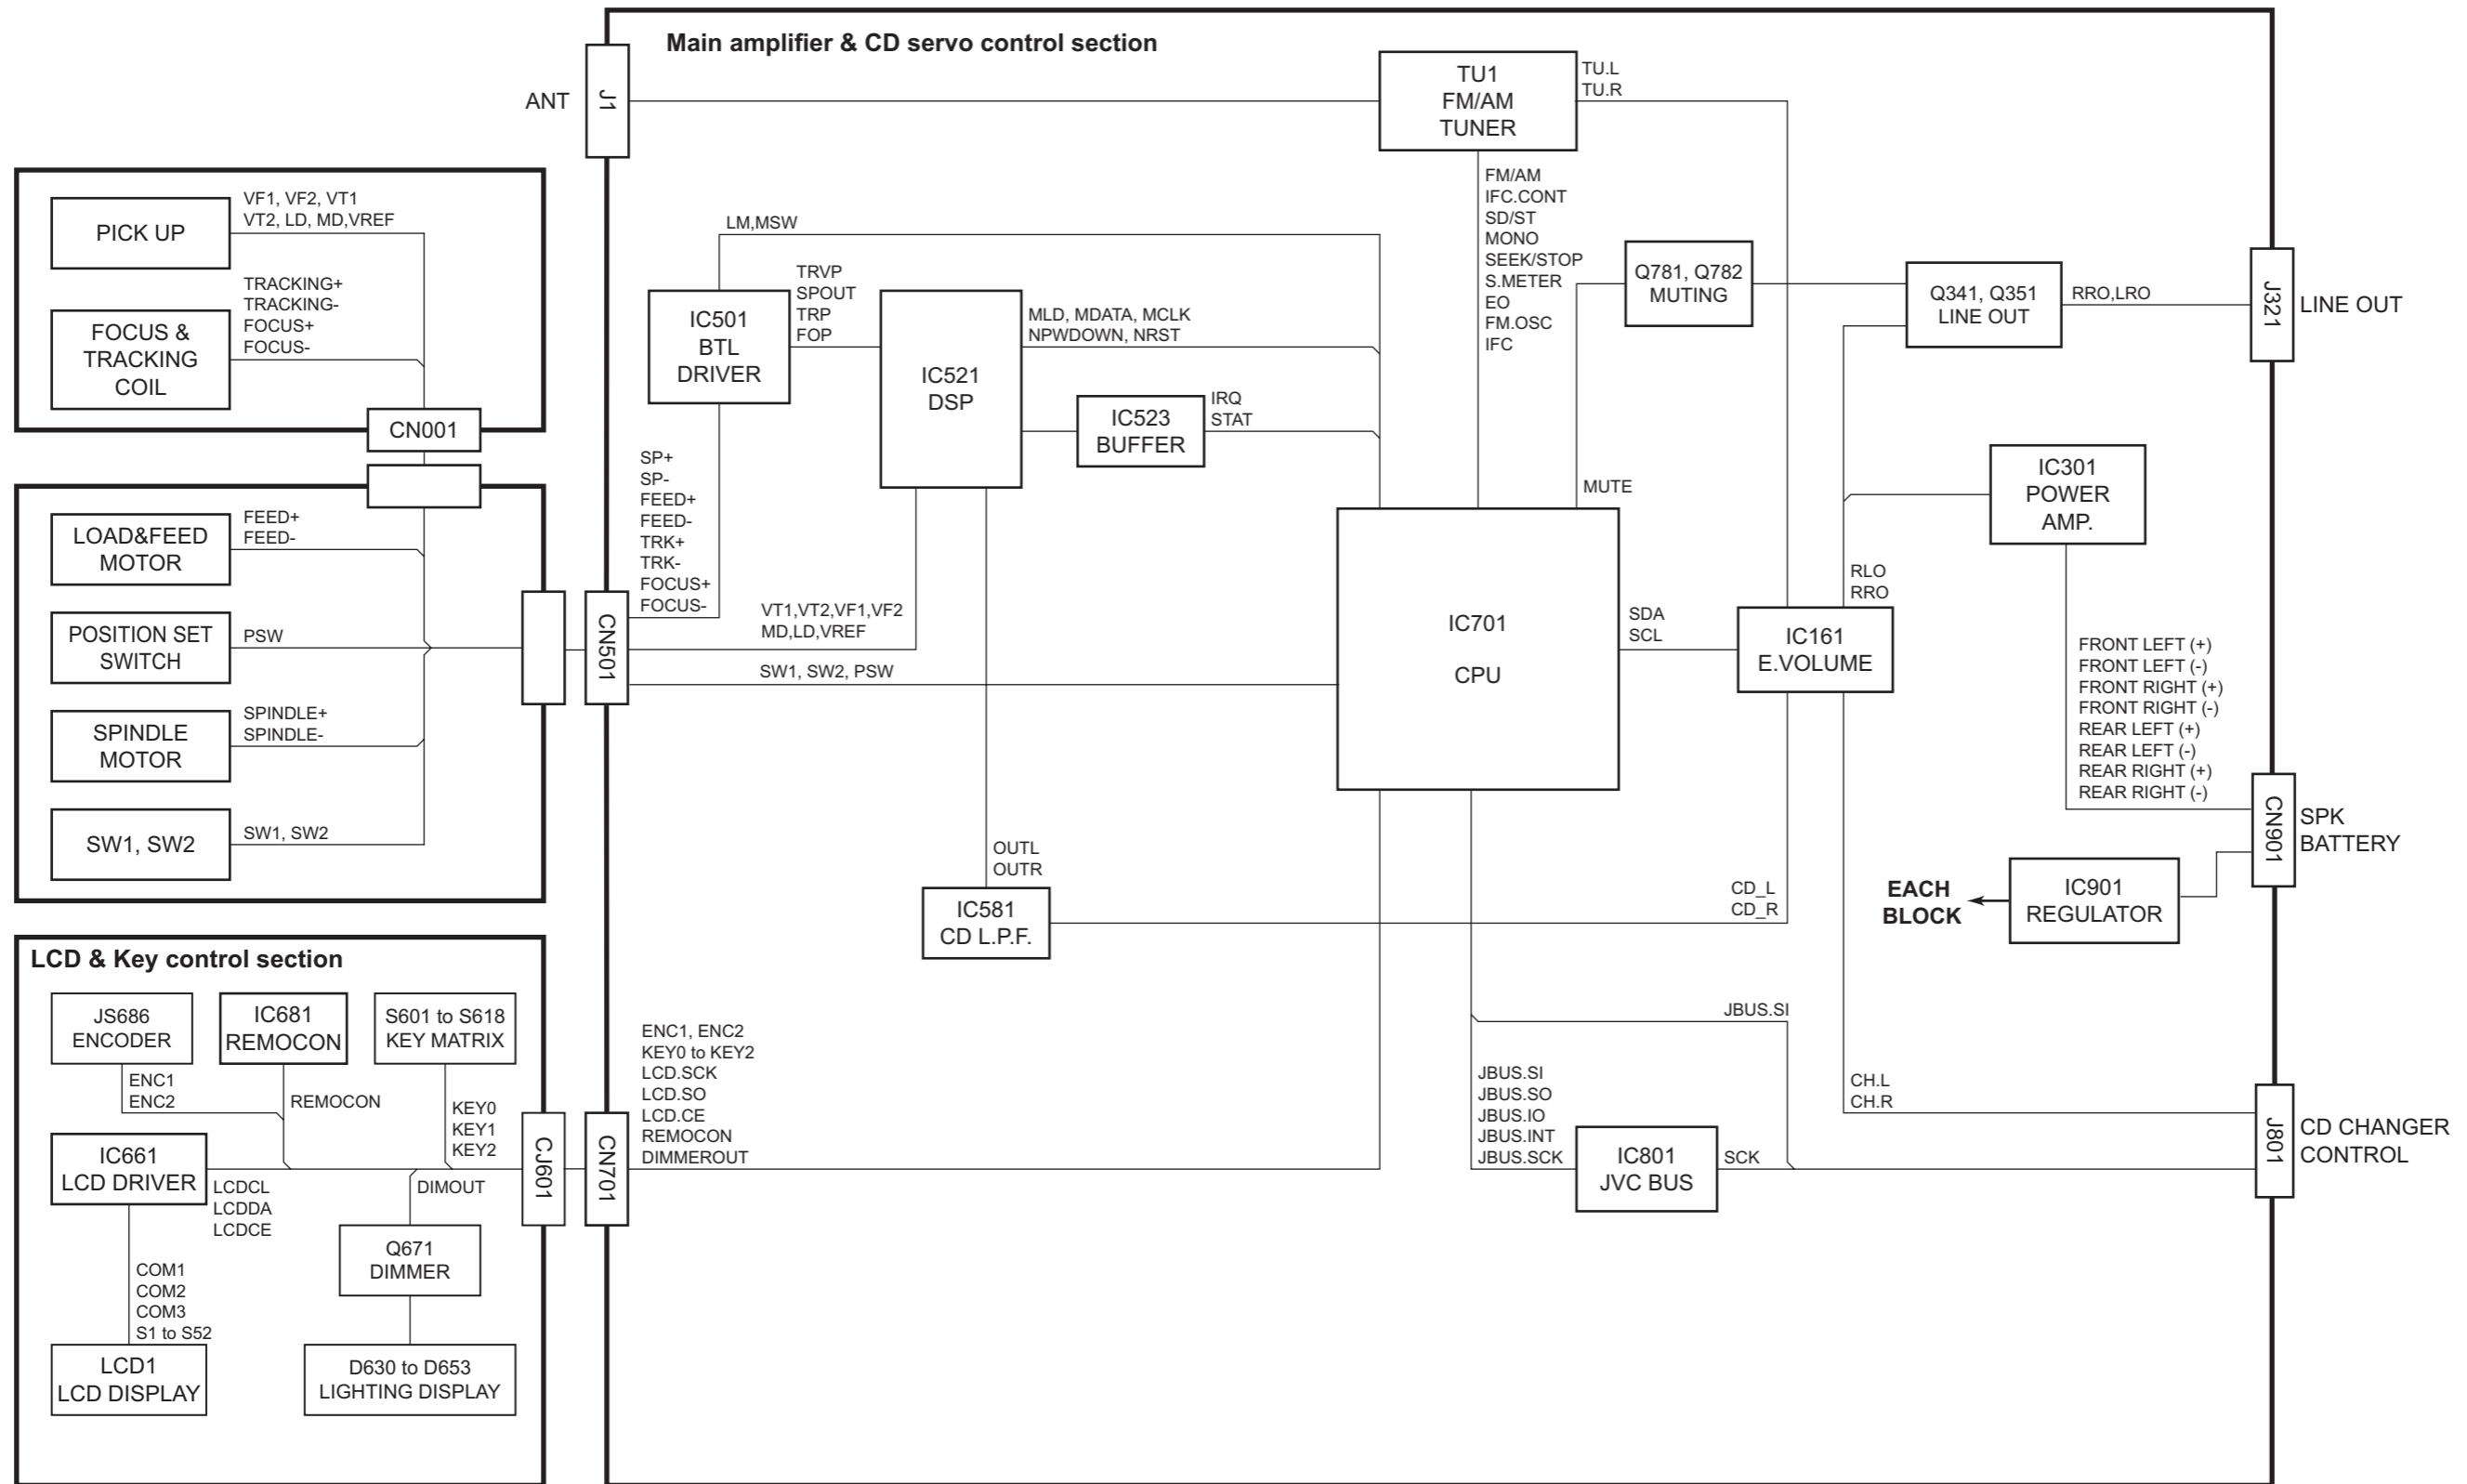 Main amplifier & CD servo control section
ANT
J1
TU1
FM/AM
TUNER
TU.L
TU.R
PICK UP
VF1, VF2, VT1
VT2, LD, MD,VREF
FOCUS &
TRACKING
COIL
TRACKING+
TRACKING-
FOCUS+
FOCUS-
CN001
LOAD&FEED
MOTOR
FEED+
FEED-
POSITION SET
SWITCH
PSW
SPINDLE
MOTOR
SPINDLE+
SPINDLE-
SW1, SW2
SW1, SW2
LM,MSW
IC501
BTL
DRIVER
TRVP
SPOUT
TRP
FOP
IC521
DSP
MLD, MDATA, MCLK
NPWDOWN, NRST
IC523
BUFFER
IRQ
STAT
SP+
SP-
FEED+
FEED-
TRK+
TRK-
FOCUS+
FOCUS-
CN501
VT1,VT2,VF1,VF2
MD,LD,VREF
SW1, SW2, PSW
FM/AM
IFC.CONT
SD/ST
MONO
SEEK/STOP
S.METER
EO
FM.OSC
IFC
Q781, Q782
MUTING
MUTE
Q341, Q351
LINE OUT
RRO,LRO
J321
LINE OUT
IC301
POWER
AMP.
IC701
CPU
SDA
SCL
RLO
RRO
IC161
E.VOLUME
FRONT LEFT (+)
FRONT LEFT (-)
FRONT RIGHT (+)
FRONT RIGHT (-)
REAR LEFT (+)
REAR LEFT (-)
REAR RIGHT (+)
REAR RIGHT (-)
CN901
SPK
BATTERY
OUTL
OUTR
IC581
CD L.P.F.
CD_L
CD_R
EACH
BLOCK
IC901
REGULATOR
LCD & Key control section
JS686
ENCODER
IC681
REMOCON
S601 to S618
KEY MATRIX
ENC1
ENC2
REMOCON
KEY0
KEY1
KEY2
IC661
LCD DRIVER
LCDCL
LCDDA
LCDCE
DIMOUT
CJ601
CN701
Q671
DIMMER
COM1
COM2
COM3
S1 to S52
LCD1
LCD DISPLAY
D630 to D653
LIGHTING DISPLAY
ENC1, ENC2
KEY0 to KEY2
LCD.SCK
LCD.SO
LCD.CE
REMOCON
DIMMEROUT
JBUS.SI
JBUS.SI
JBUS.SO
JBUS.IO
JBUS.INT
JBUS.SCK
IC801
JVC BUS
SCK
CH.L
CH.R
J801
CD CHANGER
CONTROL